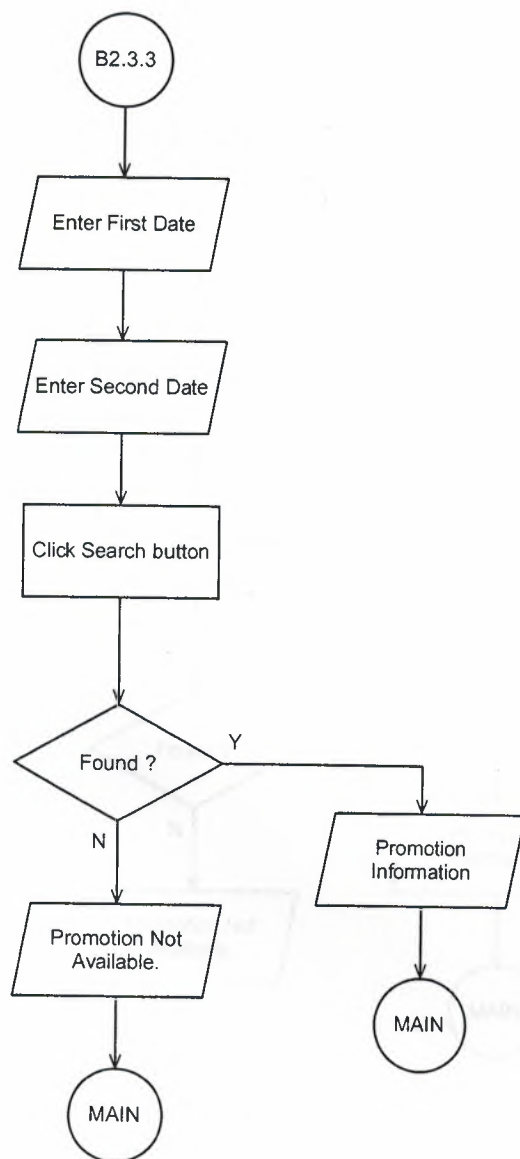 B2.3.3
Enter First Date
Enter Second Date
Click Search button
Found ?
Y
N
Promotion
Information
Promotion Not
Available.
MAIN
MAIN